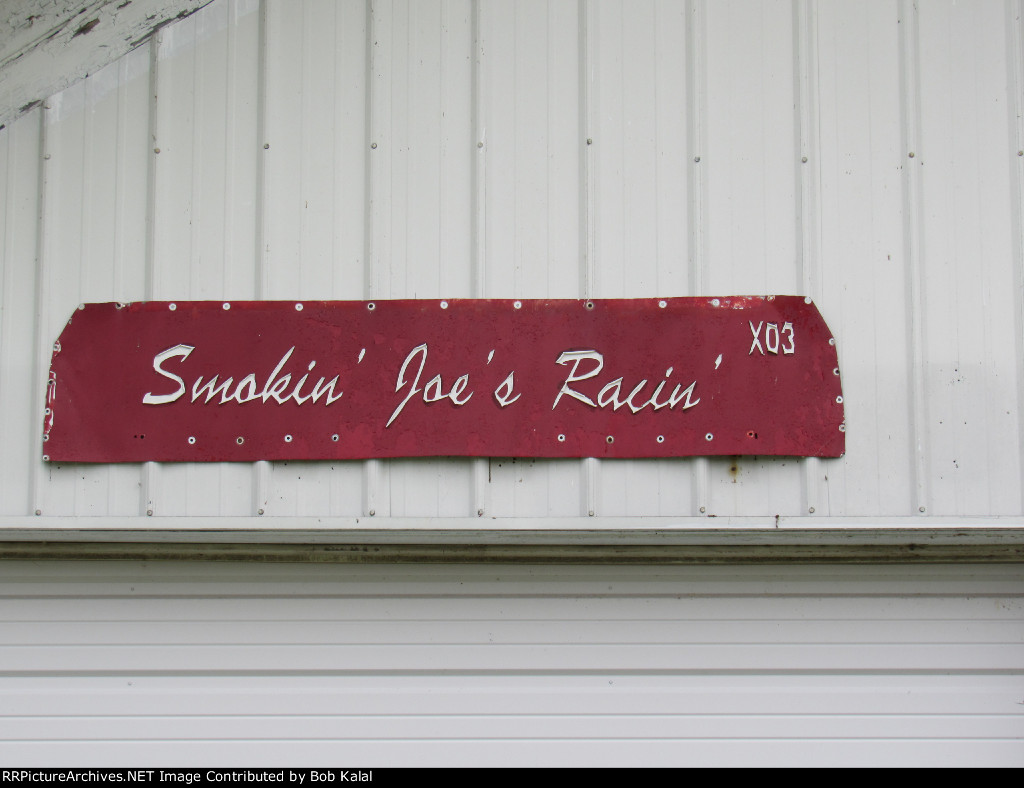 X03
Smokin' Joe's Racin'
RRPictureArchives.NET Image Contributed by Bob Kalal